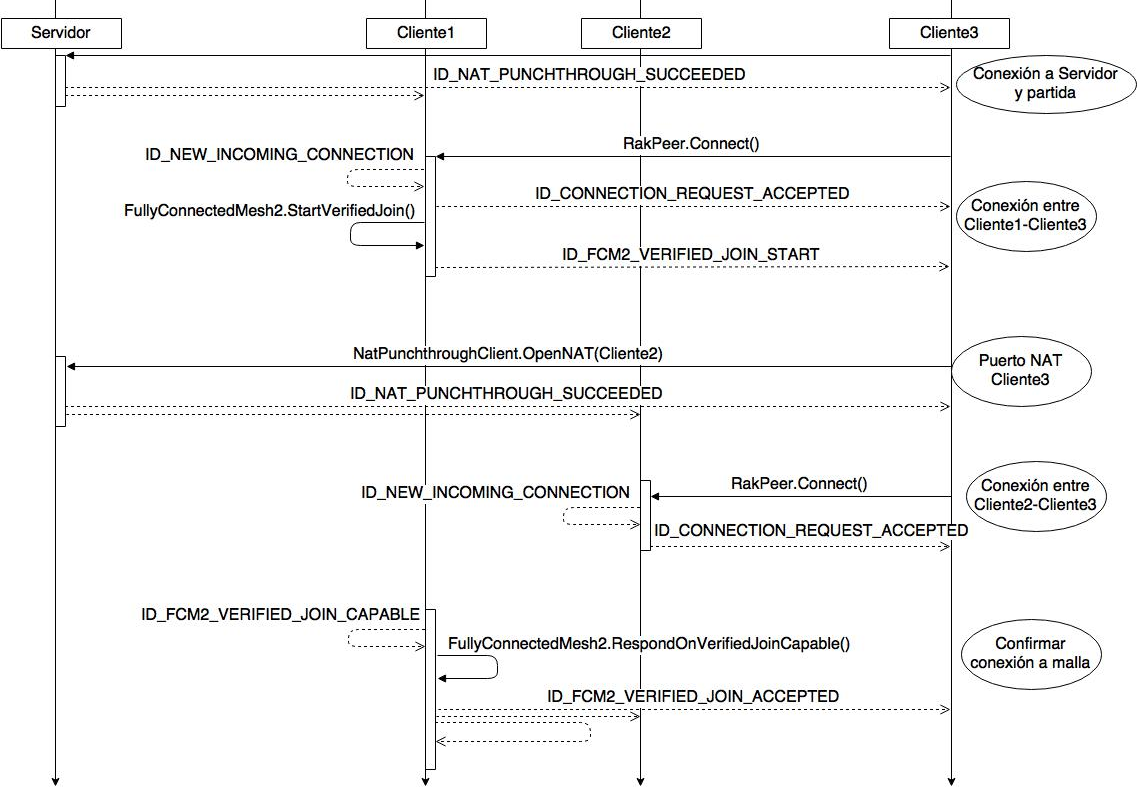 Servidor
Cliente1
Cliente2
Cliente3
ID_NAT_PUNCHTHROUGH_SUCCEEDED
Conexión a Servidor
y partida
RakPeer.Connect()
ID_NEW_INCOMING_CONNECTION
ID_CONNECTION_REQUEST_ACCEPTED
FullyConnectedMesh2.StartVerifiedJoin()
Conexión entre
Cliente1-Cliente3
ID_FCM2_VERIFIED_JOIN_START
NatPunchthroughClient.OpenNAT(Cliente2)
Puerto NAT
Cliente3
ID_NAT_PUNCHTHROUGH_SUCCEEDED
RakPeer.Connect()
ID_NEW_INCOMING_CONNECTION
Conexión entre
Cliente2-Cliente3
ID_CONNECTION_REQUEST_ACCEPTED
ID_FCM2_VERIFIED_JOIN_CAPABLE
FullyConnectedMesh2.RespondOnVerifiedJoinCapable()
Confirmar
conexión a malla
ID_FCM2_VERIFIED_JOIN_ACCEPTED